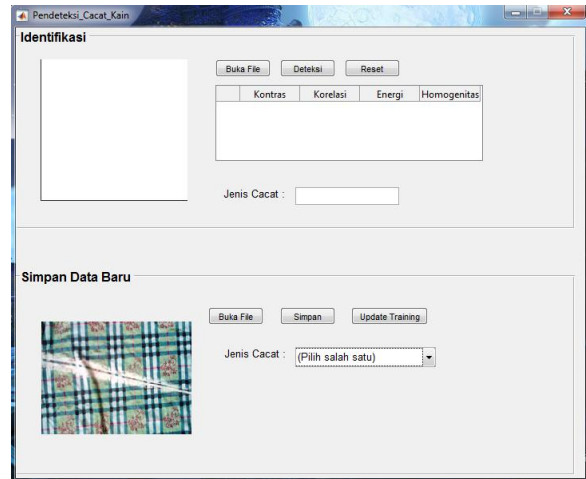 Pendeteksi_Cacat_Kain
Identifikasi
Buka File Deteksi Reset
Kontras Korelasi Energi Homogenitas
Jenis Cacat :
Simpan Data Baru
Buka File Simpan Update Training
Jenis Cacat : (Pilih salah satu)